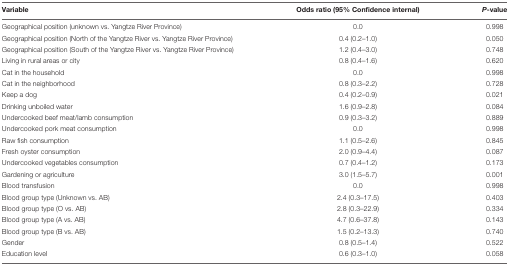 Variable Odds ratio (95% Confidence internal) P-value
Geographical position (unknown vs. Yangtze River Province) 0.0 0.998
Geographical position (North of the Yangtze River vs. Yangtze River Province) 0.4 (0.2–1.0) 0.050
Geographical position (South of the Yangtze River vs. Yangtze River Province) 1.2 (0.4–3.0) 0.748
Living in rural areas or city 0.8 (0.4–1.6) 0.620
Cat in the household 0.0 0.998
Cat in the neighborhood 0.8 (0.3–2.2) 0.728
Keep a dog 0.4 (0.2–0.9) 0.021
Drinking unboiled water 1.6 (0.9–2.8) 0.084
Undercooked beef meat/lamb consumption 0.9 (0.3–3.2) 0.889
Undercooked pork meat consumption 0.0 0.998
Raw fish consumption 1.1 (0.5–2.6) 0.845
Fresh oyster consumption 2.0 (0.9–4.4) 0.087
Undercooked vegetables consumption 0.7 (0.4–1.2) 0.173
Gardening or agriculture 3.0 (1.5–5.7) 0.001
Blood transfusion 0.0 0.998
Blood group type (Unknown vs. AB) 2.4 (0.3–17.5) 0.403
Blood group type (O vs. AB) 2.8 (0.3–22.9) 0.334
Blood group type (A vs. AB) 4.7 (0.6–37.8) 0.143
Blood group type (B vs. AB) 1.5 (0.2–13.3) 0.740
Gender 0.8 (0.5–1.4) 0.522
Education level 0.6 (0.3–1.0) 0.058